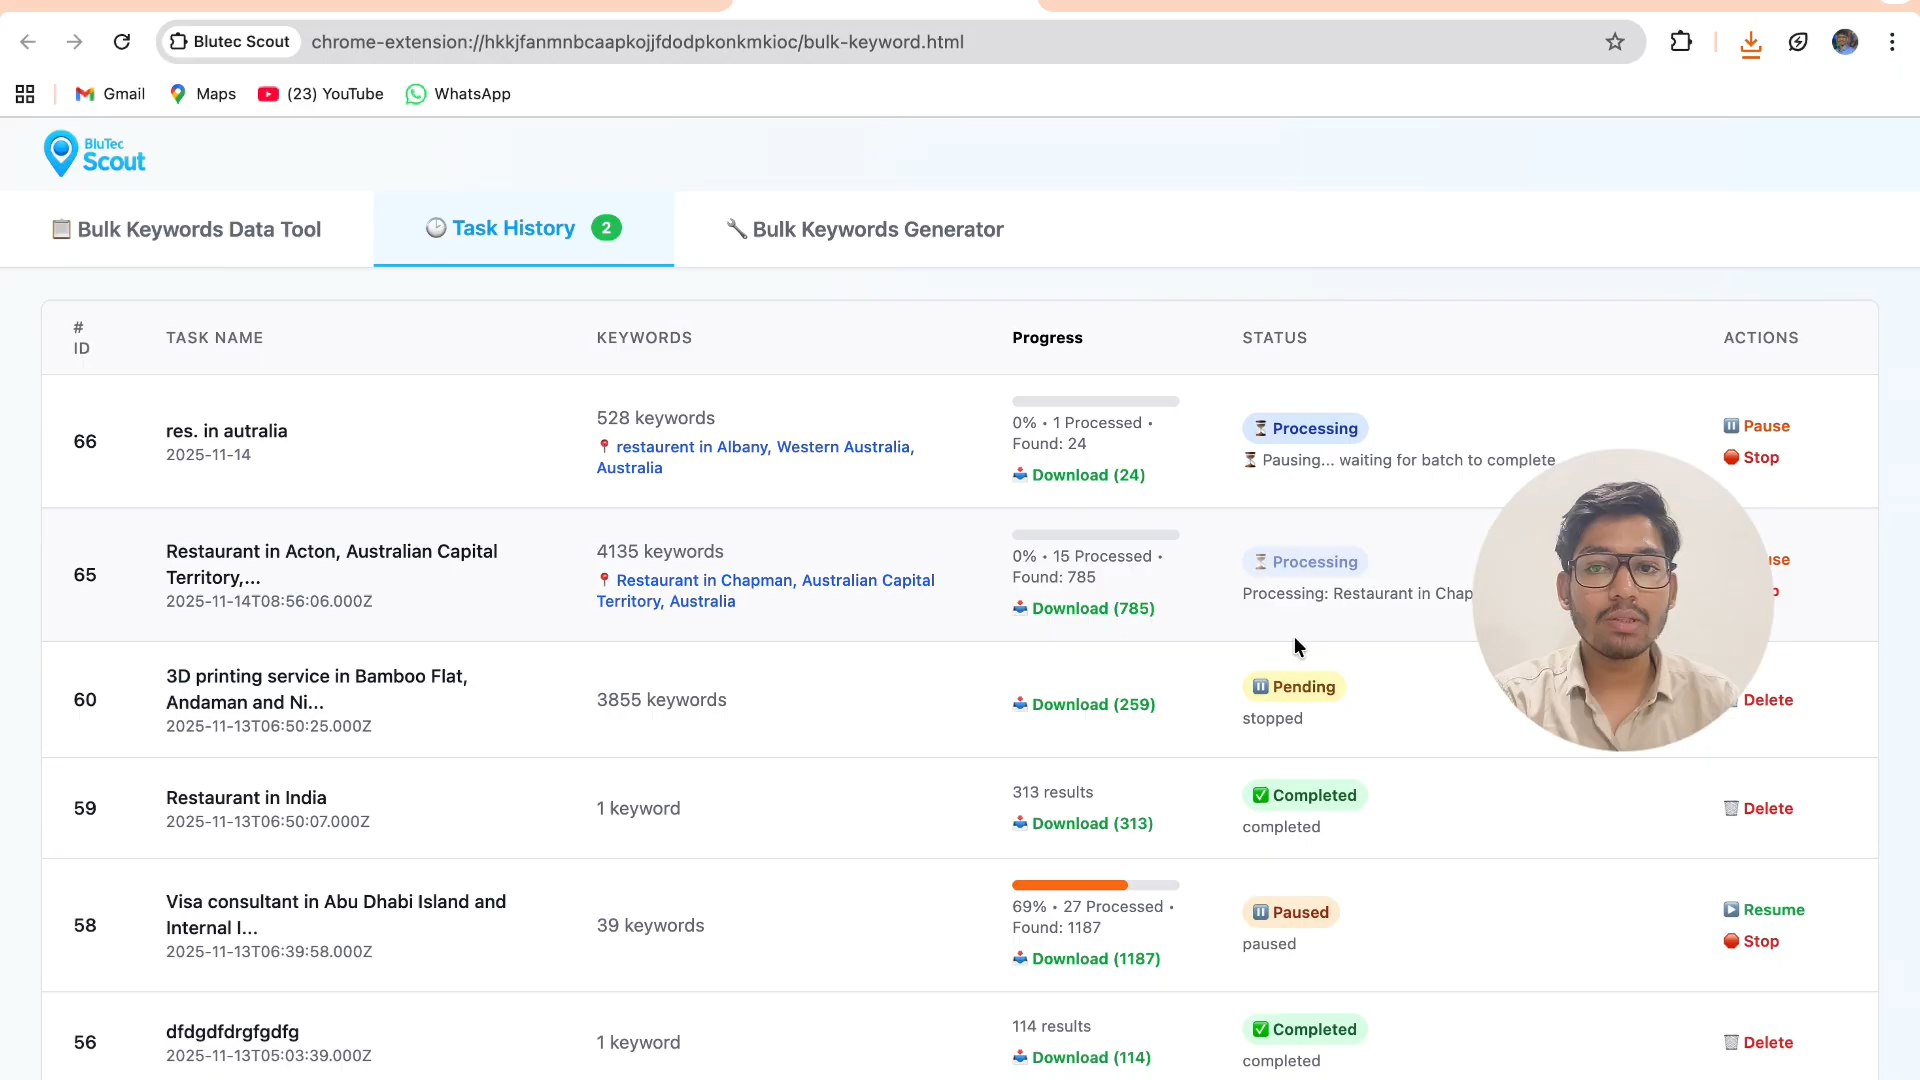 Blutec Scout
chrome-extension://hkkjfanmnbcaapkojjfdodpkonkmkioc/bulk-keyword.html
Gmail
Maps
(23) YouTube
WhatsApp
BluTec
Scout
Bulk Keywords Data Tool
Task History 2
Bulk Keywords Generator
# ID
TASK NAME
KEYWORDS
Progress
STATUS
ACTIONS
66
res. in autralia
2025-11-14
528 keywords
restaurent in Albany, Western Australia,
Australia
0% • 1 Processed •
Found: 24
Download (24)
Processing
Pausing... waiting for batch to complete
Pause
Stop
65
Restaurant in Acton, Australian Capital
Territory,...
2025-11-14T08:56:06.000Z
4135 keywords
Restaurant in Chapman, Australian Capital
Territory, Australia
0% • 15 Processed •
Found: 785
Download (785)
Processing
Processing: Restaurant in Chap
use
p
60
3D printing service in Bamboo Flat,
Andaman and Ni...
2025-11-13T06:50:25.000Z
3855 keywords
Download (259)
Pending
stopped
Delete
59
Restaurant in India
2025-11-13T06:50:07.000Z
1 keyword
313 results
Download (313)
Completed
completed
Delete
58
Visa consultant in Abu Dhabi Island and
Internal I...
2025-11-13T06:39:58.000Z
39 keywords
69% • 27 Processed •
Found: 1187
Download (1187)
Paused
paused
Resume
Stop
56
dfdgdfdrgfgdfg
2025-11-13T05:03:39.000Z
1 keyword
114 results
Download (114)
Completed
completed
Delete